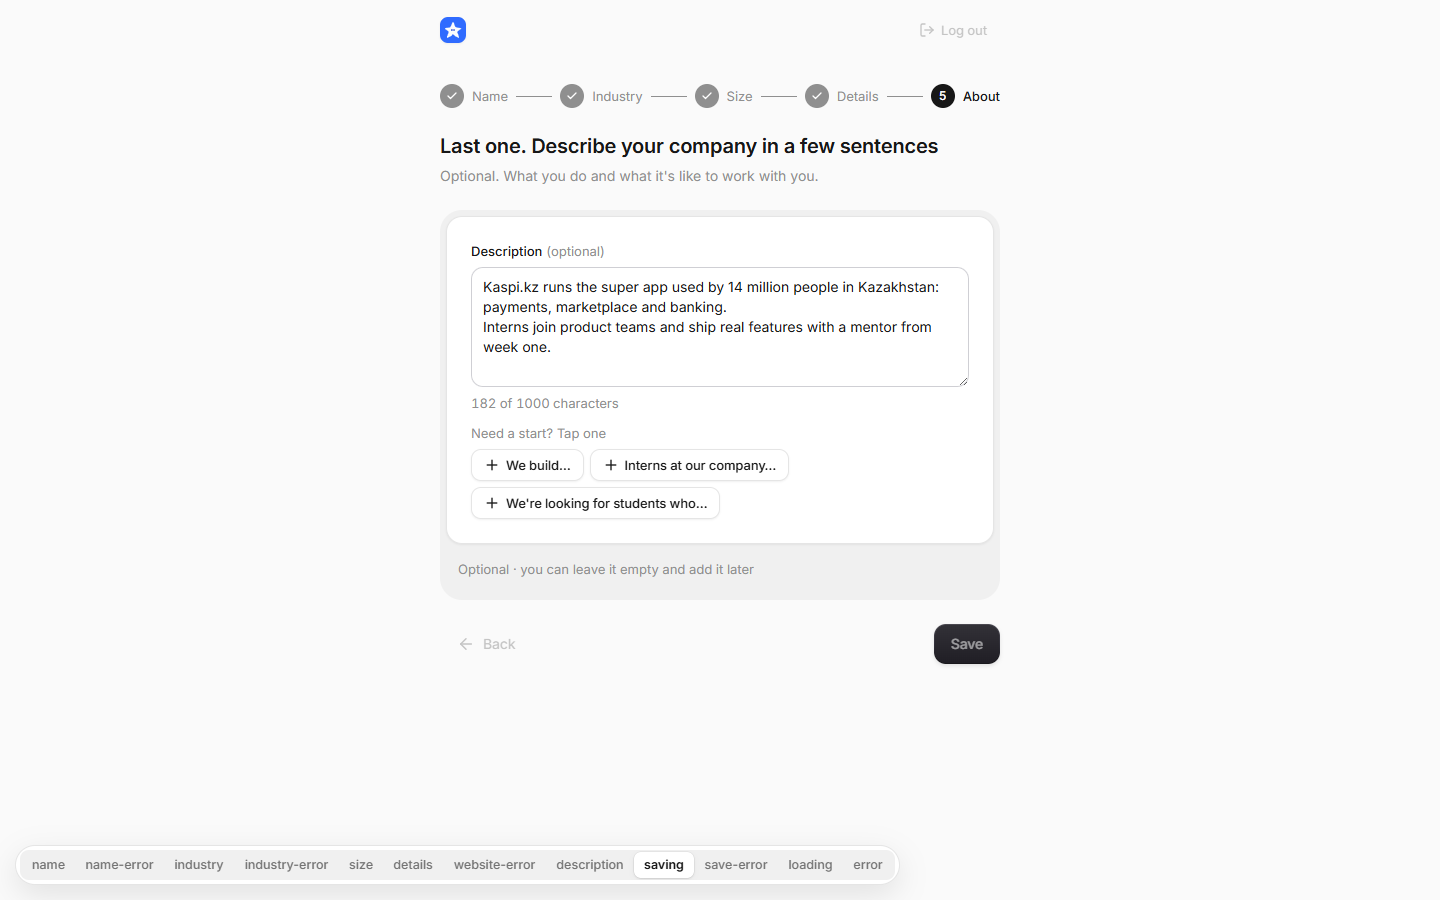 Log out
Name
Industry
Size
Details
5 About
Last one. Describe your company in a few sentences
Optional. What you do and what it's like to work with you.
Description (optional)
Kaspi.kz runs the super app used by 14 million people in Kazakhstan:
payments, marketplace and banking.
Interns join product teams and ship real features with a mentor from
week one.
182 of 1000 characters
Need a start? Tap one
We build...
Interns at our company...
We're looking for students who...
Optional · you can leave it empty and add it later
Back
Save
name name-error industry industry-error size details website-error description saving save-error loading error